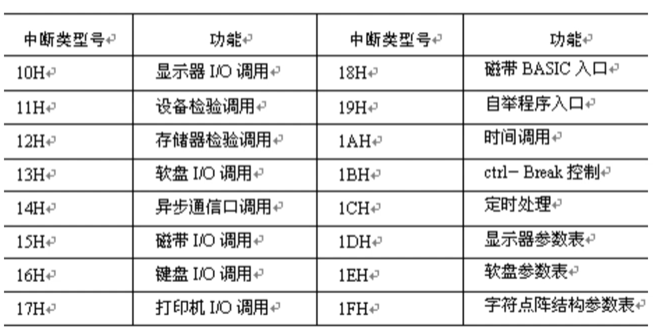 中断类型号 功能 中断类型号 功能
10H 显示器 I/O 调用 18H 磁带 BASIC 入口
11H 设备检验调用 19H 自举程序入口
12H 存储器检验调用 1AH 时间调用
13H 软盘 I/O 调用 1BH ctrl－Break 控制
14H 异步通信口调用 1CH 定时处理
15H 磁带 I/O 调用 1DH 显示器参数表
16H 键盘 I/O 调用 1EH 软盘参数表
17H 打印机 I/O 调用 1FH 字符点阵结构参数表